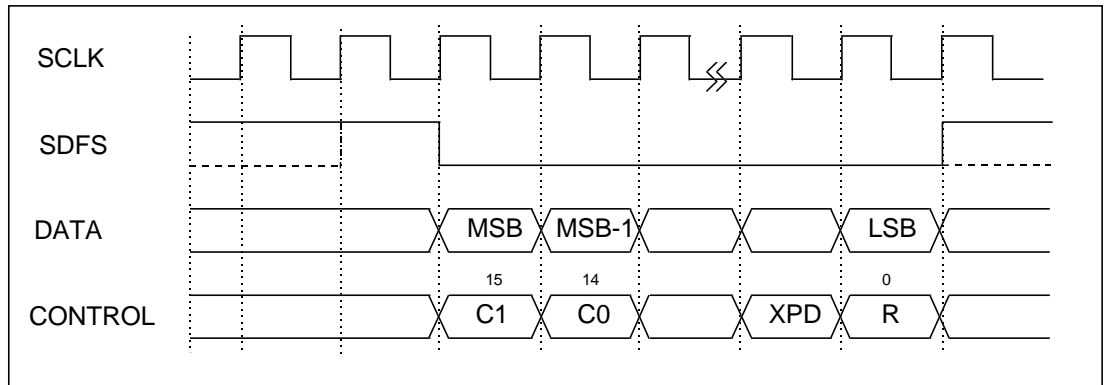 SCLK
SDFS
DATA MSB MSB-1 LSB
15 14 0
CONTROL C1 C0 XPD R